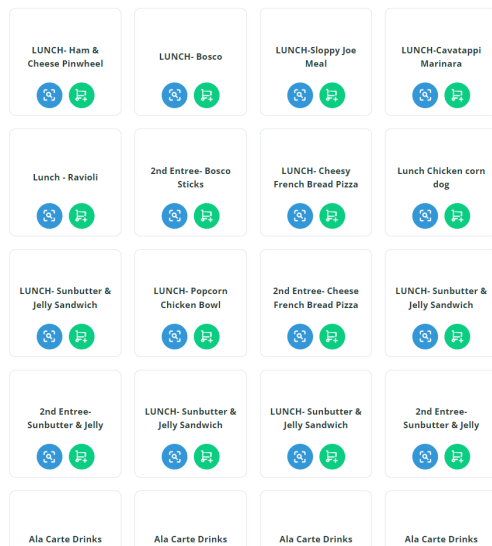 LUNCH- Ham &
Cheese Pinwheel
LUNCH- Bosco
LUNCH-Sloppy Joe
Meal
LUNCH-Cavatappi
Marinara
Lunch - Ravioli
2nd Entree- Bosco
Sticks
LUNCH- Cheesy
French Bread Pizza
Lunch Chicken corn
dog
LUNCH- Sunbutter &
Jelly Sandwich
LUNCH- Popcorn
Chicken Bowl
2nd Entree- Cheese
French Bread Pizza
LUNCH- Sunbutter &
Jelly Sandwich
2nd Entree-
Sunbutter & Jelly
LUNCH- Sunbutter &
Jelly Sandwich
LUNCH- Sunbutter &
Jelly Sandwich
2nd Entree-
Sunbutter & Jelly
Ala Carte Drinks
Ala Carte Drinks
Ala Carte Drinks
Ala Carte Drinks